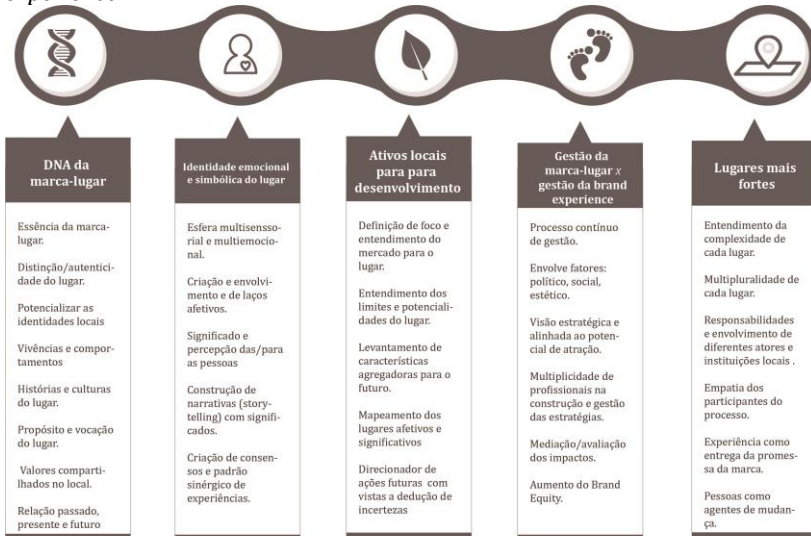 DNA da
marca-lugar
Essência da marca-
lugar.
Distinção/autentici-
dade do lugar.
Potencializar as
identidades locais
Vivências e compor-
tamentos
Histórias e culturas
do lugar.
Propósito e vocação
do lugar.
Valores comparti-
lhados no local.
Relação passado,
presente e futuro
Identidade emocional
e simbólica do lugar
Esfera multisensso-
rial e multiemocio-
nal.
Criação e envolvi-
mento e de laços
afetivos.
Significado e
percepção das/para
as pessoas
Construção de
narrativas (story-
telling) com signifi-
cados.
Criação de consen-
sos e padrão
sinérgico de
experiências.
Ativos locais
para para
desenvolvimento
Definição de foco e
entendimento do
mercado para o
lugar.
Entendimento dos
limites e potenciali-
dades do lugar.
Levantamento de
características
agregadoras para o
futuro.
Mapeamento dos
lugares afetivos e
significativos
Direcionador de
ações futuras com
vistas a dedução de
incertezas
Gestão da
marca-lugar x
gestão da brand
experience
Processo contínuo
de gestão.
Envolve fatores:
político, social,
estético.
Visão estratégica e
alinhada ao poten-
cial de atração.
Multiplicidade de
profissionais na
construção e gestão
das estratégias.
Mediação/avaliação
dos impactos.
Aumento do Brand
Equity.
Lugares mais
fortes
Entendimento da
complexidade de
cada lugar.
Multipluralidade de
cada lugar.
Responsabilidades
e envolvimento de
diferentes atores e
instituições locais .
Empatia dos
participantes do
processo.
Experiência como
entrega da promes-
sa da marca.
Pessoas como
agentes de mudan-
ça.